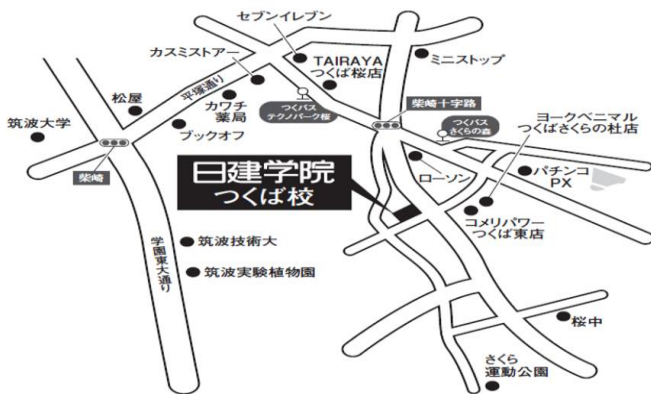 セブンイレブン
カスミストアー
TAIRAYA
つくば桜店
ミニストップ
平塚通り
松屋
カワチ
薬局
つくバス
テクノパーク桜
柴崎十字路
ヨークベニマル
つくばさくらの杜店
筑波大学
ブックオフ
つくバス
さくらの森
柴崎
日建学院
つくば校
ローソン
パチンコ
PX
コメリパワー
つくば東店
学園東大通り
筑波技術大
筑波実験植物園
桜中
さくら
運動公園